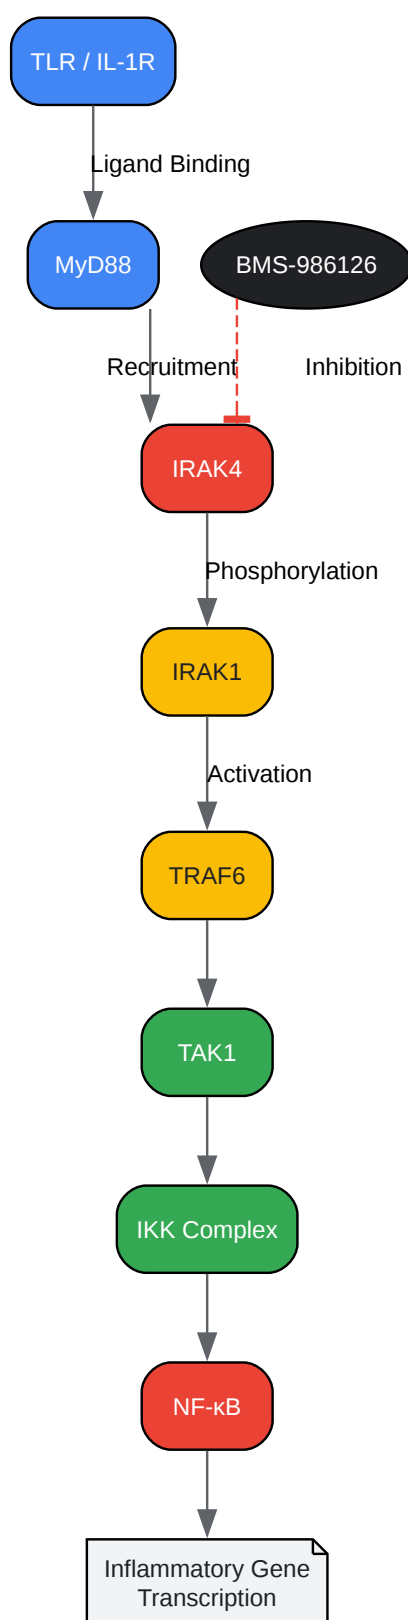 TLR / IL-1R
Ligand Binding
MyD88
BMS-986126
Recruitment
Inhibition
IRAK4
Phosphorylation
IRAK1
Activation
TRAF6
TAK1
IKK Complex
NF-κB
Inflammatory Gene
Transcription